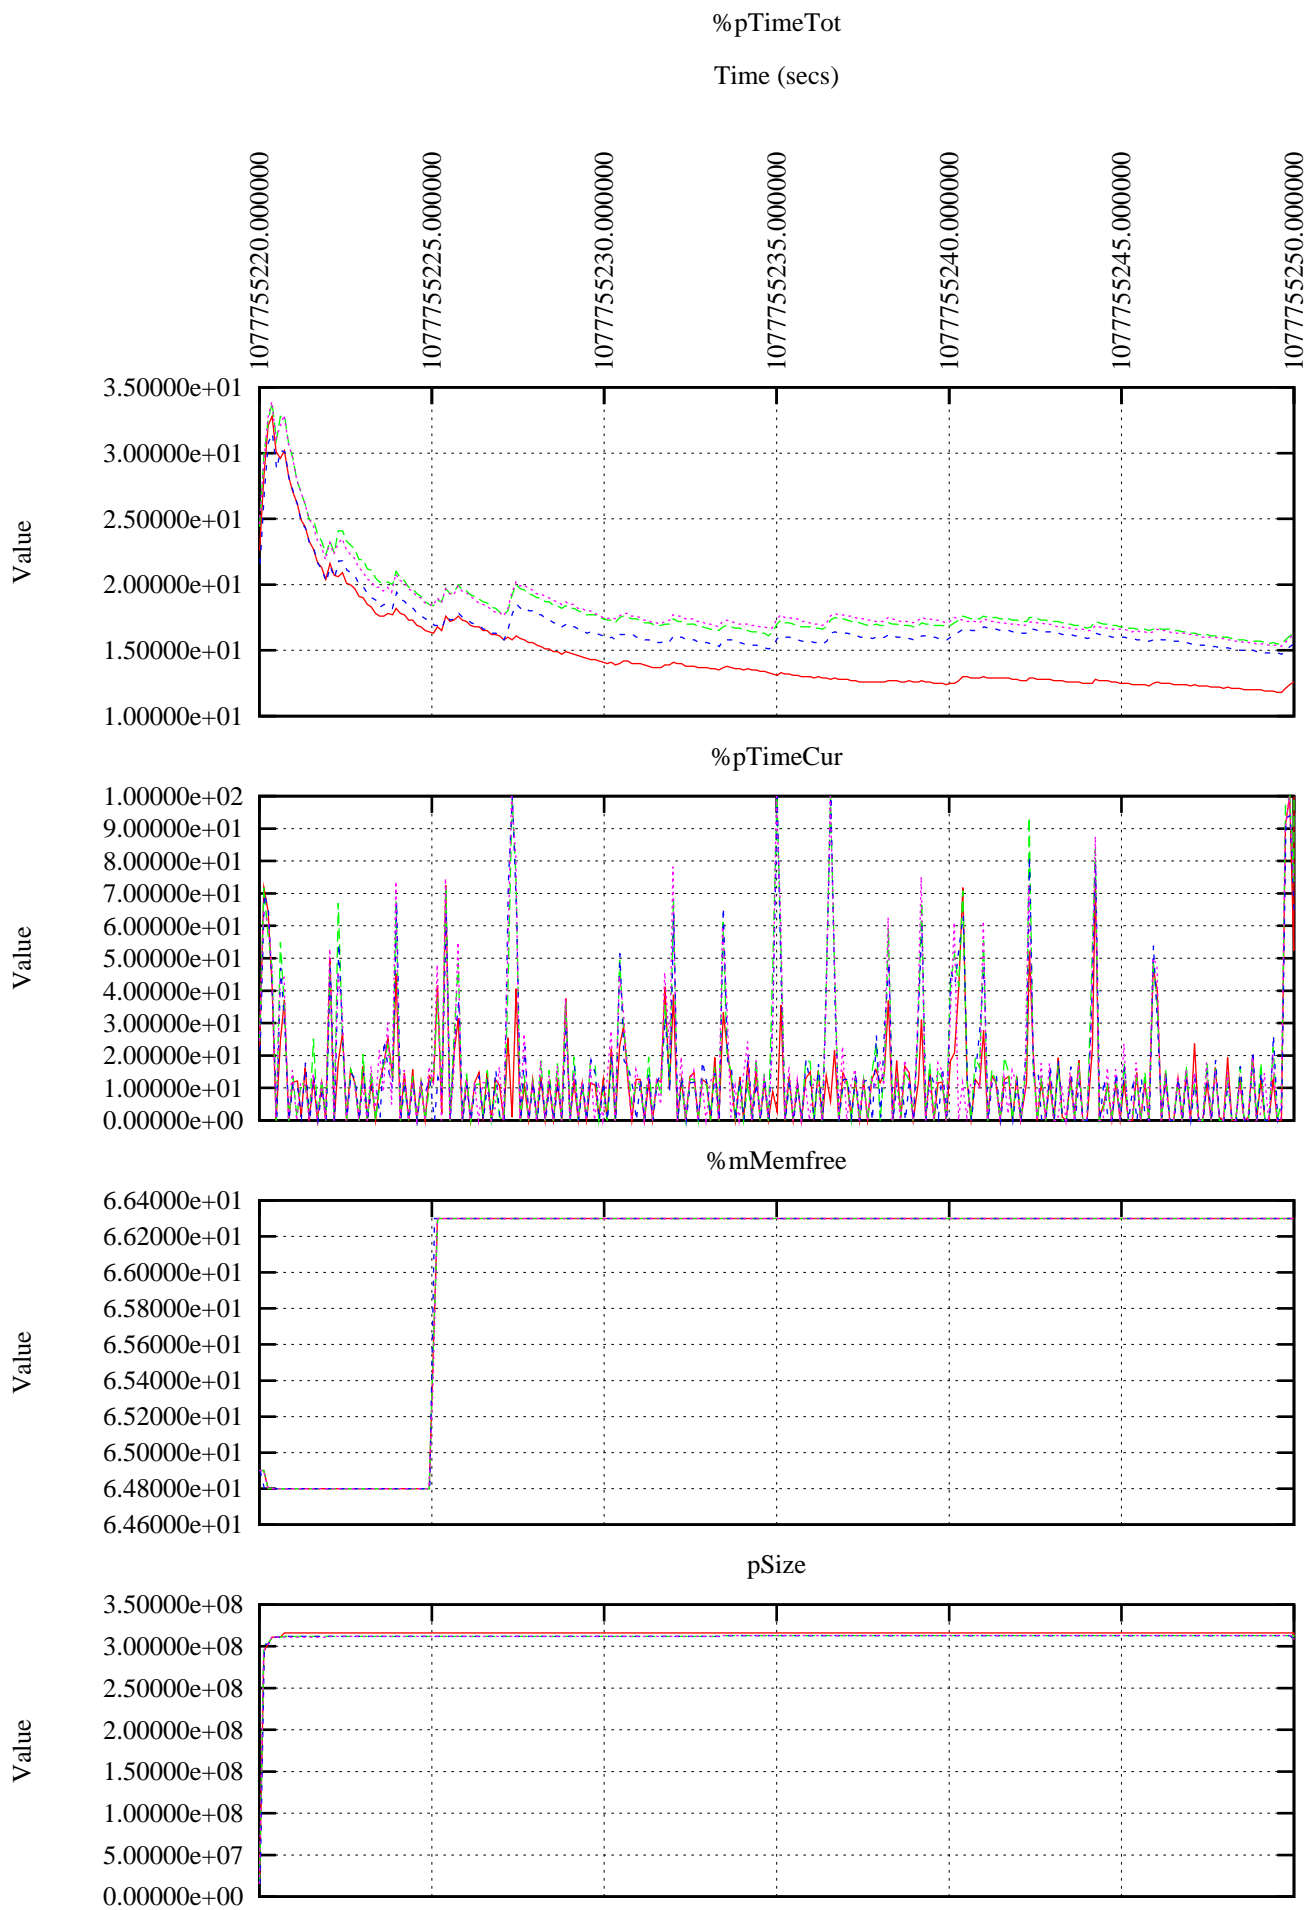 %pTimeTot
Time (secs)
1077755220.000000
1077755225.000000
1077755230.000000
1077755235.000000
1077755240.000000
1077755245.000000
1077755250.000000
Value
3.50000e+01
3.00000e+01
2.50000e+01
2.00000e+01
1.50000e+01
1.00000e+01
%pTimeCur
Value
1.00000e+02
9.00000e+01
8.00000e+01
7.00000e+01
6.00000e+01
5.00000e+01
4.00000e+01
3.00000e+01
2.00000e+01
1.00000e+01
0.00000e+00
%mMemfree
Value
6.64000e+01
6.62000e+01
6.60000e+01
6.58000e+01
6.56000e+01
6.54000e+01
6.52000e+01
6.50000e+01
6.48000e+01
6.46000e+01
pSize
Value
3.50000e+08
3.00000e+08
2.50000e+08
2.00000e+08
1.50000e+08
1.00000e+08
5.00000e+07
0.00000e+00